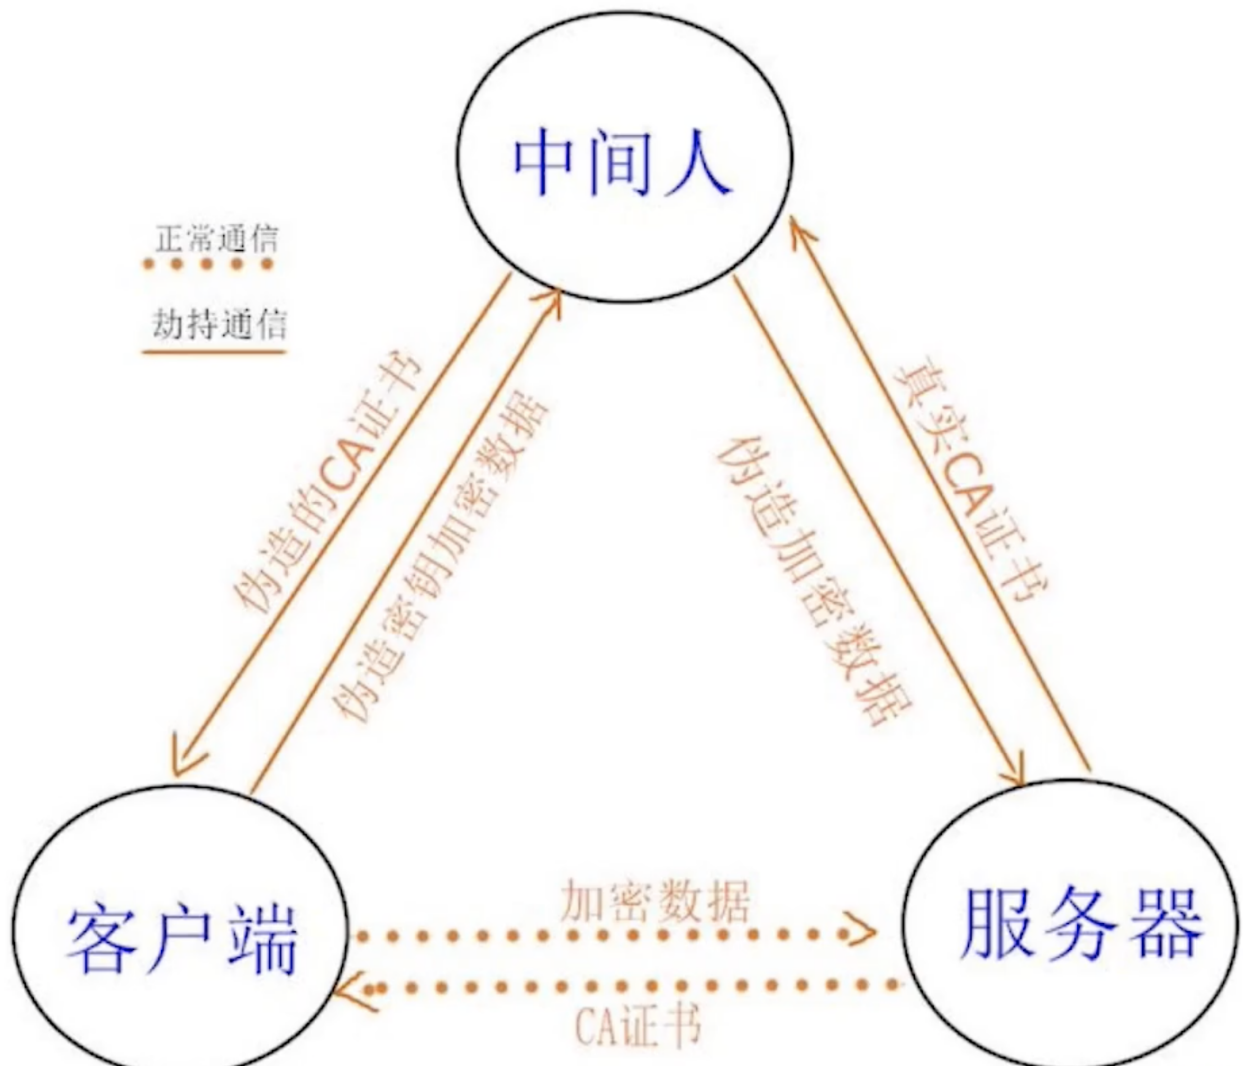 中间人
正常通信
劫持通信
伪造的CA证书
伪造密钥加密数据
伪造加密数据
真实CA证书
客户端
加密数据
CA证书
服务器